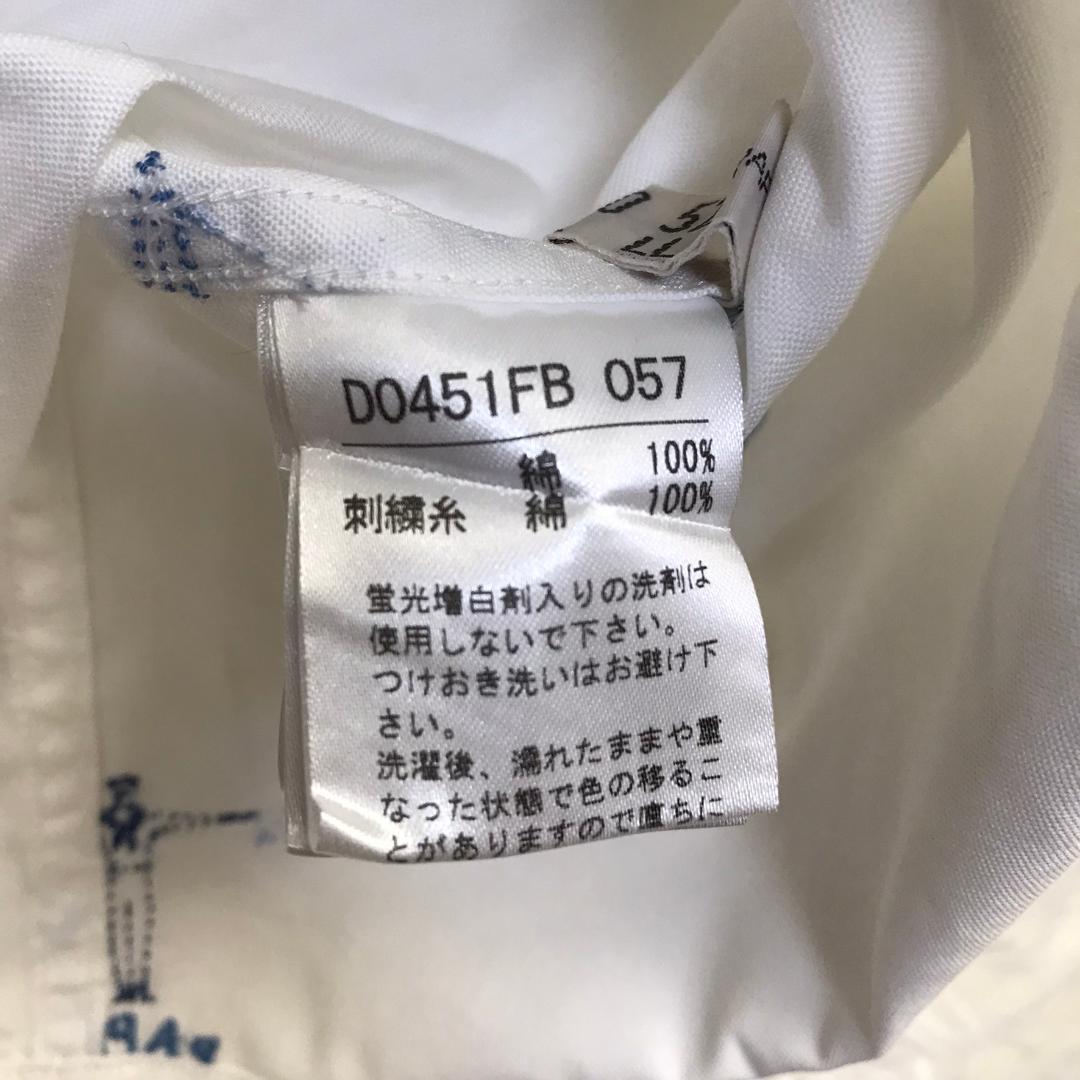 LL
D0451FB 057
綿 100%
刺繍糸 綿 100%
蛍光増白剤入りの洗剤は
使用しないで下さい。
つけおき洗いはお避け下
さい。
洗濯後、濡れたままや重
なった状態で色の移るこ
とがありますので直ちに